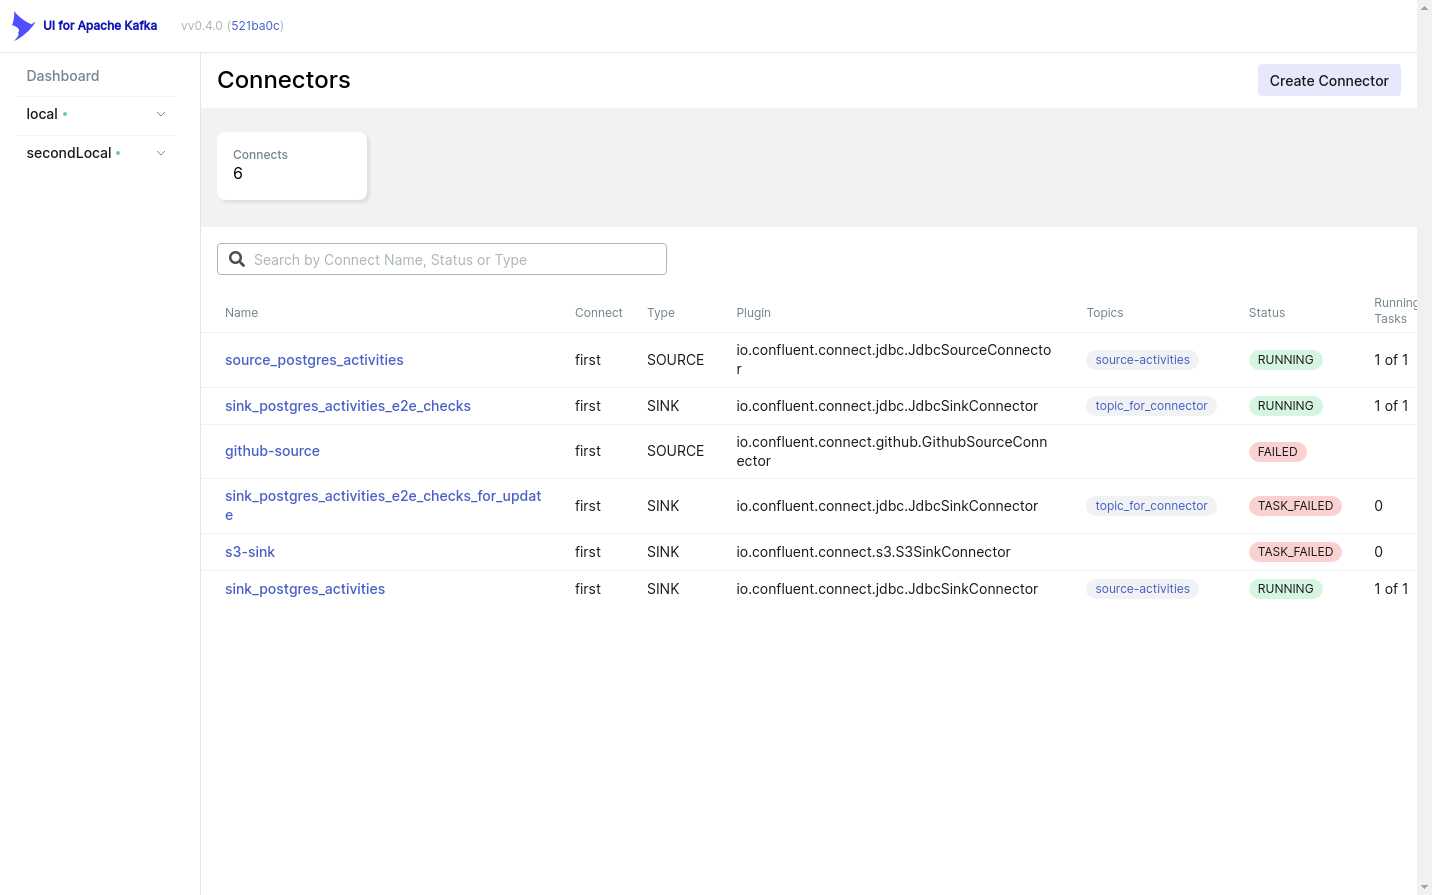 UI for Apache Kafka vv0.4.0 (521ba0c)
Dashboard
local
secondLocal
Connectors
Create Connector
Connects
6
Search by Connect Name, Status or Type
Name Connect Type Plugin Topics Status Running
Tasks
source_postgres_activities first SOURCE io.confluent.connect.jdbc.JdbcSourceConnecto
r source-activities RUNNING 1 of 1
sink_postgres_activities_e2e_checks first SINK io.confluent.connect.jdbc.JdbcSinkConnector topic_for_connector RUNNING 1 of 1
github-source first SOURCE io.confluent.connect.github.GithubSourceConn
ector FAILED
sink_postgres_activities_e2e_checks_for_updat
e first SINK io.confluent.connect.jdbc.JdbcSinkConnector topic_for_connector TASK_FAILED 0
s3-sink first SINK io.confluent.connect.s3.S3SinkConnector TASK_FAILED 0
sink_postgres_activities first SINK io.confluent.connect.jdbc.JdbcSinkConnector source-activities RUNNING 1 of 1